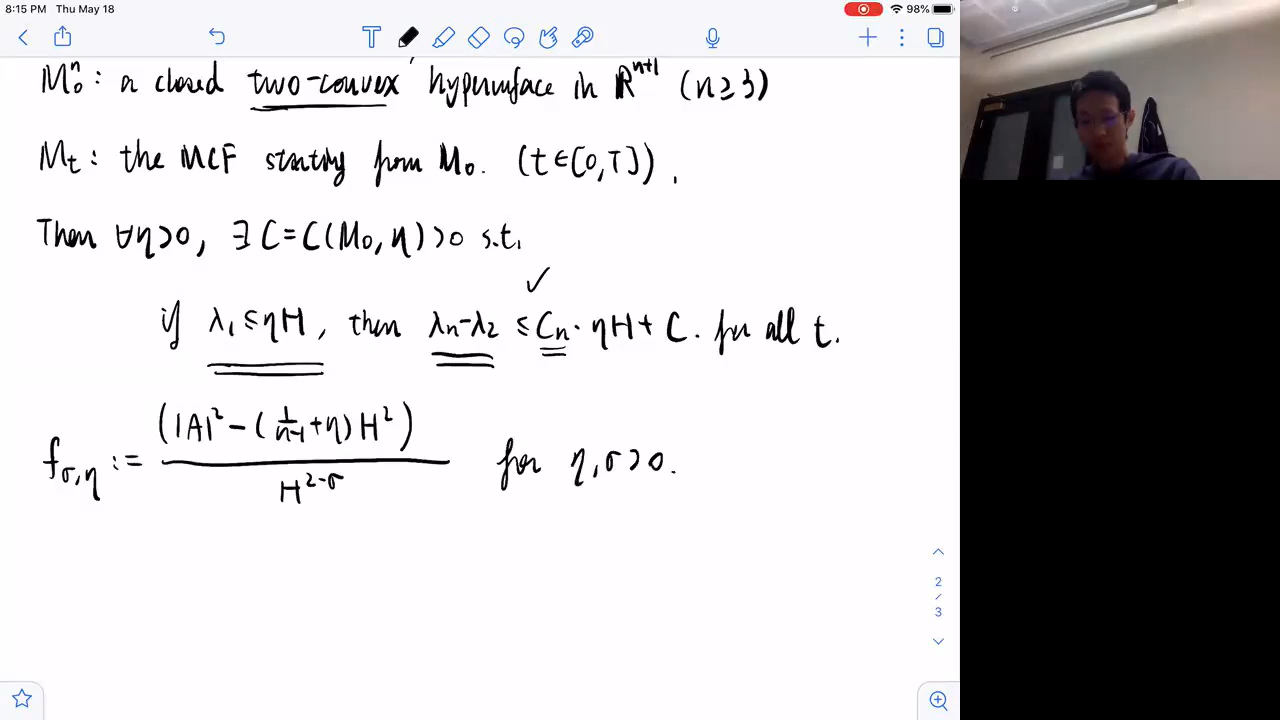 8:15 PM Thu May 18
98%
M₀ⁿ: a closed two-convex hypersurface in ℝⁿ⁺¹ (n≥3)
Mt: the MCF starting from M₀. (t∈[0,T]).
Then ∀η>0, ∃ C=C(M₀,η)>0 s.t.
✓
if λ₁≤ηH, then λn-λ₂ ≤ Cn·ηH+C. for all t.
fσ,η := (|A|²-(1/(n-1)+η)H²) / H^(2-σ) for η,σ>0.
2
/
3